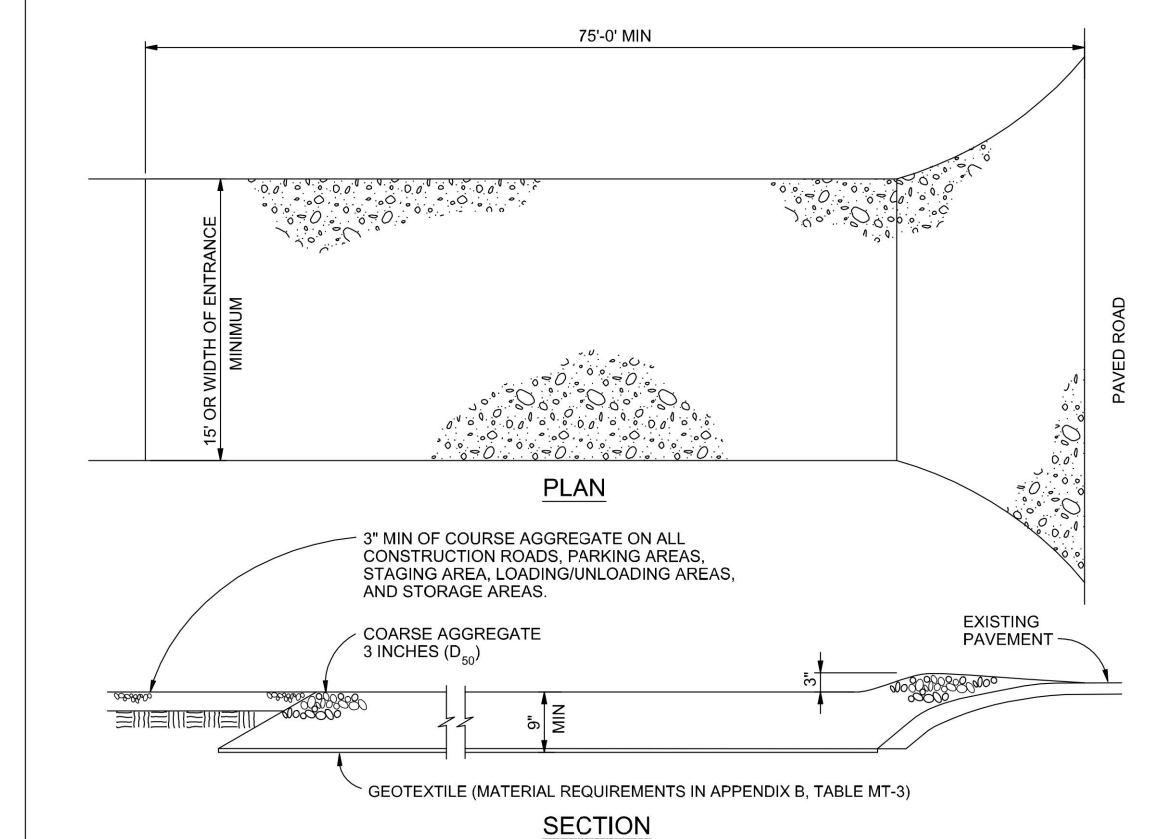 75'-0' MIN
15' OR WIDTH OF ENTRANCE
MINIMUM
PAVED ROAD
PLAN
3" MIN OF COURSE AGGREGATE ON ALL
CONSTRUCTION ROADS, PARKING AREAS,
STAGING AREA, LOADING/UNLOADING AREAS,
AND STORAGE AREAS.
COARSE AGGREGATE
3 INCHES (D50)
EXISTING
PAVEMENT
3"
9"
MIN
GEOTEXTILE (MATERIAL REQUIREMENTS IN APPENDIX B, TABLE MT-3)
SECTION